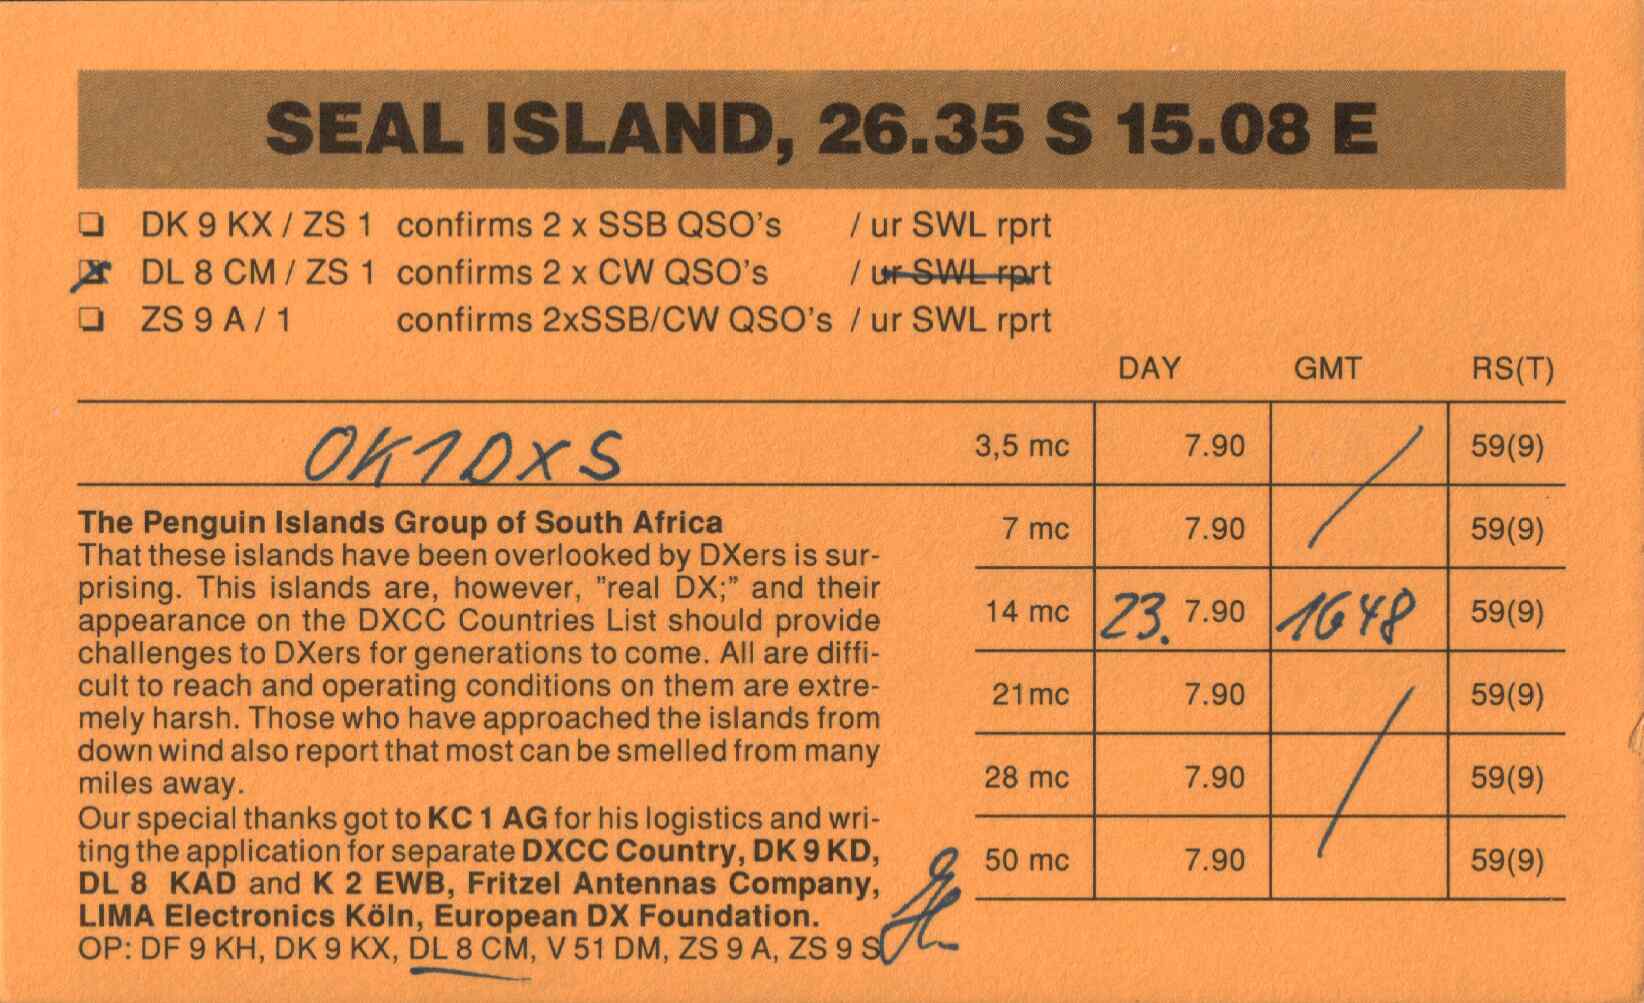 SEAL ISLAND, 26.35 S 15.08 E
❏ DK 9 KX / ZS 1 confirms 2 x SSB QSO's / ur SWL rprt
☒ DL 8 CM / ZS 1 confirms 2 x CW QSO's / ur SWL rprt
❏ ZS 9 A / 1 confirms 2xSSB/CW QSO's / ur SWL rprt
DAY GMT RS(T)
OK1DXS 3,5 mc 7.90 59(9)
7 mc 7.90 59(9)
14 mc 23. 7.90 1648 59(9)
21 mc 7.90 59(9)
28 mc 7.90 59(9)
50 mc 7.90 59(9)
The Penguin Islands Group of South Africa
That these islands have been overlooked by DXers is sur-
prising. This islands are, however, "real DX;" and their
appearance on the DXCC Countries List should provide
challenges to DXers for generations to come. All are diffi-
cult to reach and operating conditions on them are extre-
mely harsh. Those who have approached the islands from
down wind also report that most can be smelled from many
miles away.
Our special thanks got to KC 1 AG for his logistics and wri-
ting the application for separate DXCC Country, DK 9 KD,
DL 8 KAD and K 2 EWB, Fritzel Antennas Company,
LIMA Electronics Köln, European DX Foundation.
OP: DF 9 KH, DK 9 KX, DL 8 CM, V 51 DM, ZS 9 A, ZS 9 S